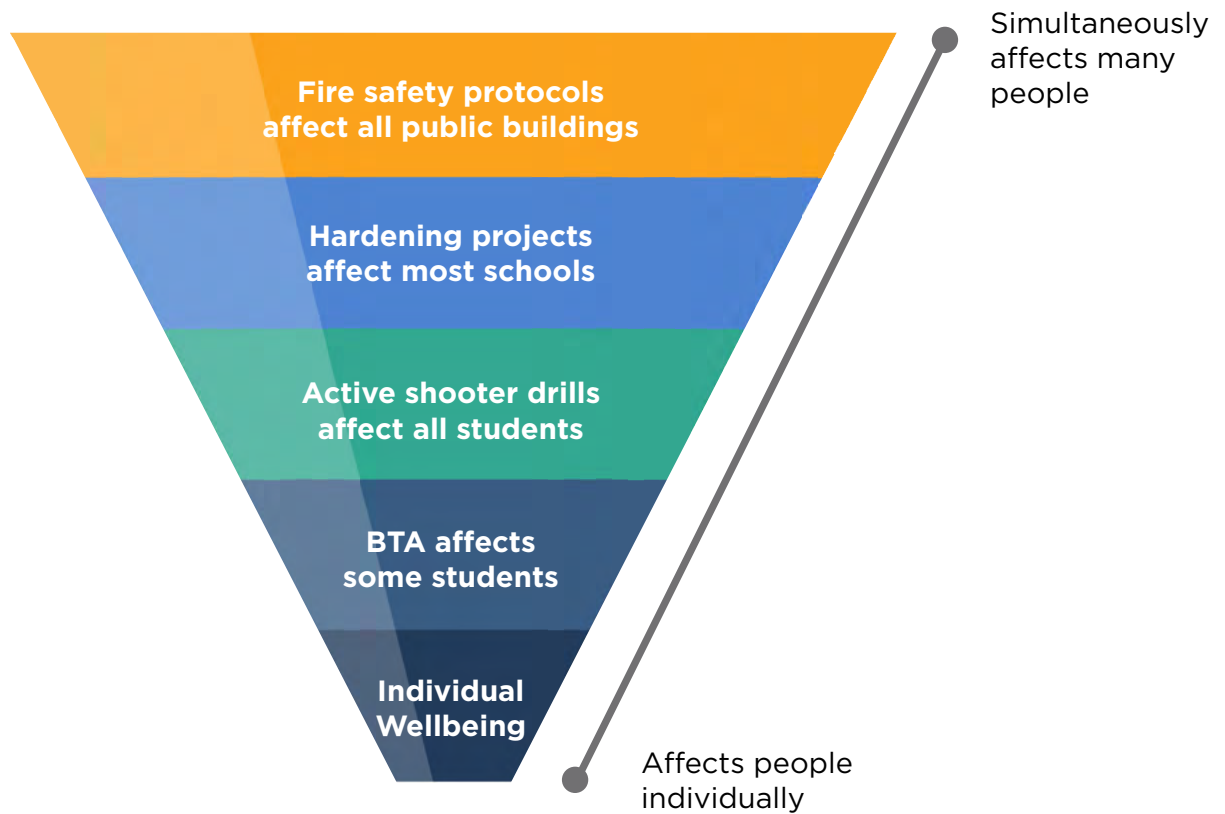 Simultaneously
affects many
people
Fire safety protocols
affect all public buildings
Hardening projects
affect most schools
Active shooter drills
affect all students
BTA affects
some students
Individual
Wellbeing
Affects people
individually